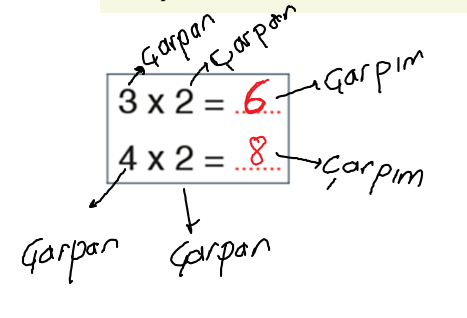 Çarpan Çarpan
3 x 2 = 6 Çarpım
4 x 2 = 8 Çarpım
Çarpan Çarpan